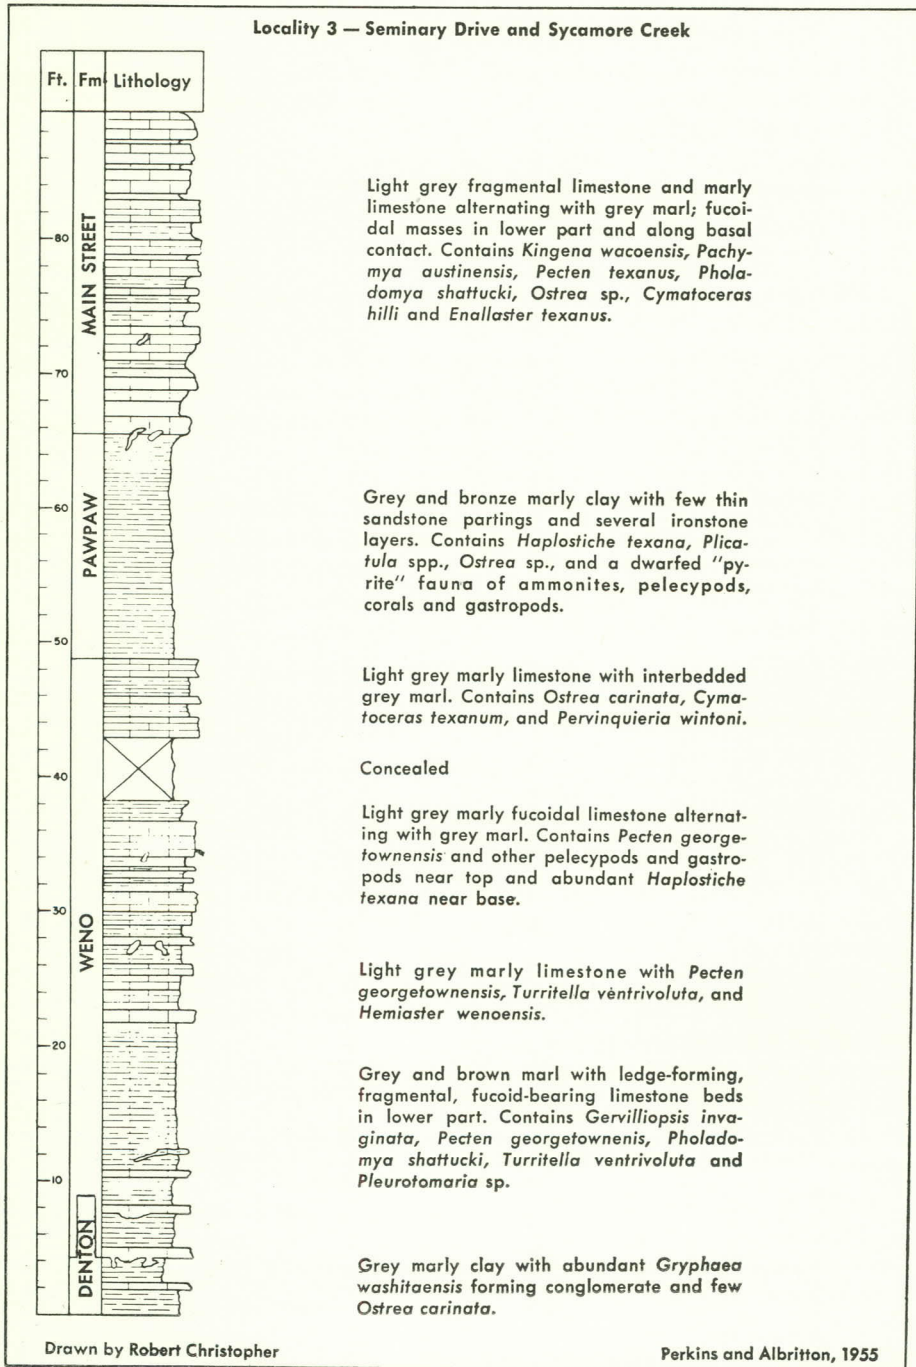 Locality 3 — Seminary Drive and Sycamore Creek
Ft. Fm Lithology
MAIN STREET
80
70
Light grey fragmental limestone and marly
limestone alternating with grey marl; fucoi-
dal masses in lower part and along basal
contact. Contains Kingena wacoensis, Pachy-
mya austinensis, Pecten texanus, Phola-
domya shattucki, Ostrea sp., Cymatoceras
hilli and Enallaster texanus.
PAWPAW
60
50
Grey and bronze marly clay with few thin
sandstone partings and several ironstone
layers. Contains Haplostiche texana, Plica-
tula spp., Ostrea sp., and a dwarfed "py-
rite" fauna of ammonites, pelecypods,
corals and gastropods.
WENO
40
30
20
10
Light grey marly limestone with interbedded
grey marl. Contains Ostrea carinata, Cyma-
toceras texanum, and Pervinquieria wintoni.
Concealed
Light grey marly fucoidal limestone alternat-
ing with grey marl. Contains Pecten george-
townensis and other pelecypods and gastro-
pods near top and abundant Haplostiche
texana near base.
Light grey marly limestone with Pecten
georgetownensis, Turritella ventrivoluta, and
Hemiaster wenoensis.
Grey and brown marl with ledge-forming,
fragmental, fucoid-bearing limestone beds
in lower part. Contains Gervilliopsis inva-
ginata, Pecten georgetownenis, Pholado-
mya shattucki, Turritella ventrivoluta and
Pleurotomaria sp.
DENTON
Grey marly clay with abundant Gryphaea
washitaensis forming conglomerate and few
Ostrea carinata.
Drawn by Robert Christopher
Perkins and Albritton, 1955